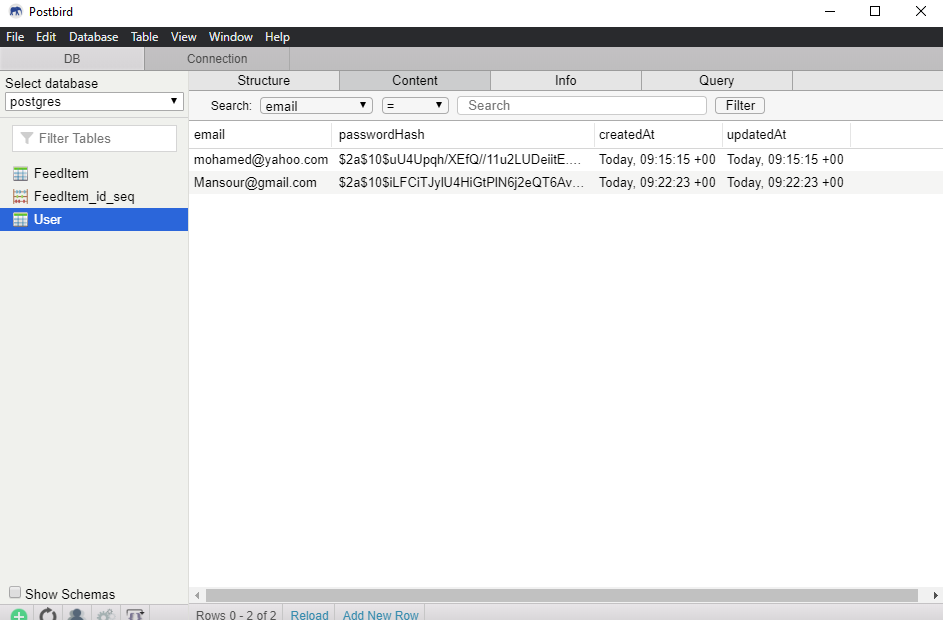 Postbird
File Edit Database Table View Window Help
DB Connection
Select database
postgres
Filter Tables
FeedItem
FeedItem_id_seq
User
Show Schemas
Structure Content Info Query
Search: email = Search Filter
email passwordHash createdAt updatedAt
mohamed@yahoo.com $2a$10$uU4Upqh/XEfQ//11u2LUDeiitE.... Today, 09:15:15 +00 Today, 09:15:15 +00
Mansour@gmail.com $2a$10$iLFCiTJylU4HiGtPlN6j2eQT6Av... Today, 09:22:23 +00 Today, 09:22:23 +00
Rows 0 - 2 of 2 Reload Add New Row